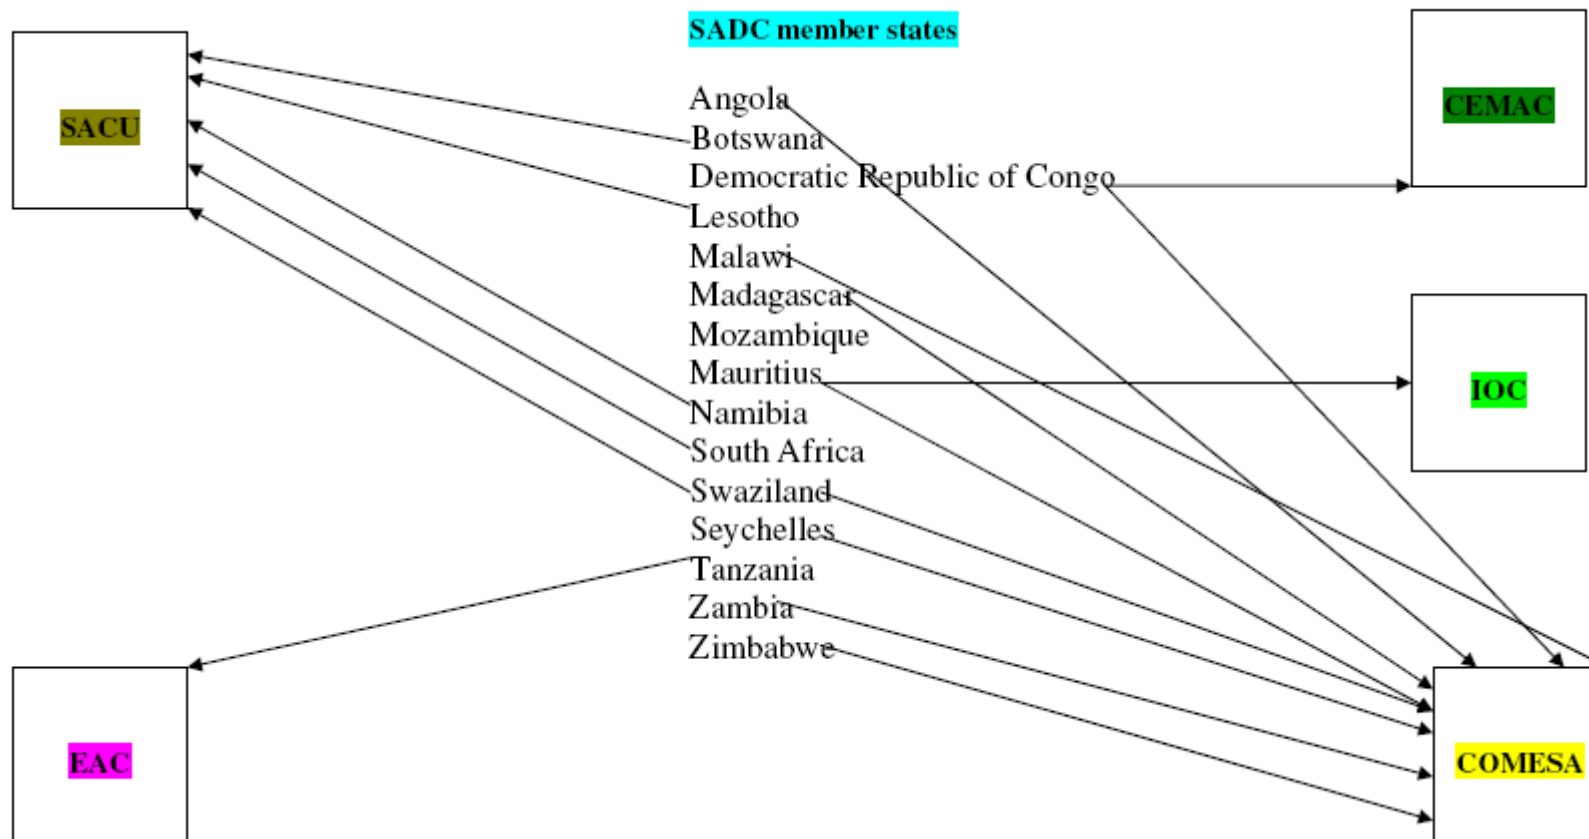 SADC member states
SACU
CEMAC
Angola
Botswana
Democratic Republic of Congo
Lesotho
Malawi
Madagascar
Mozambique
Mauritius
IOC
Namibia
South Africa
Swaziland
Seychelles
Tanzania
Zambia
Zimbabwe
EAC
COMESA